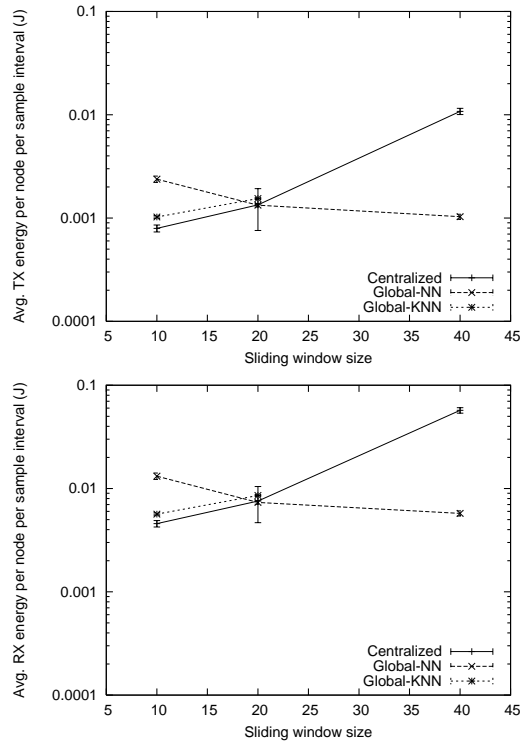 Avg. TX energy per node per sample interval (J)
0.1
0.01
0.001
0.0001
Centralized
Global-NN
Global-KNN
5 10 15 20 25 30 35 40 45
Sliding window size
Avg. RX energy per node per sample interval (J)
0.1
0.01
0.001
0.0001
Centralized
Global-NN
Global-KNN
5 10 15 20 25 30 35 40 45
Sliding window size